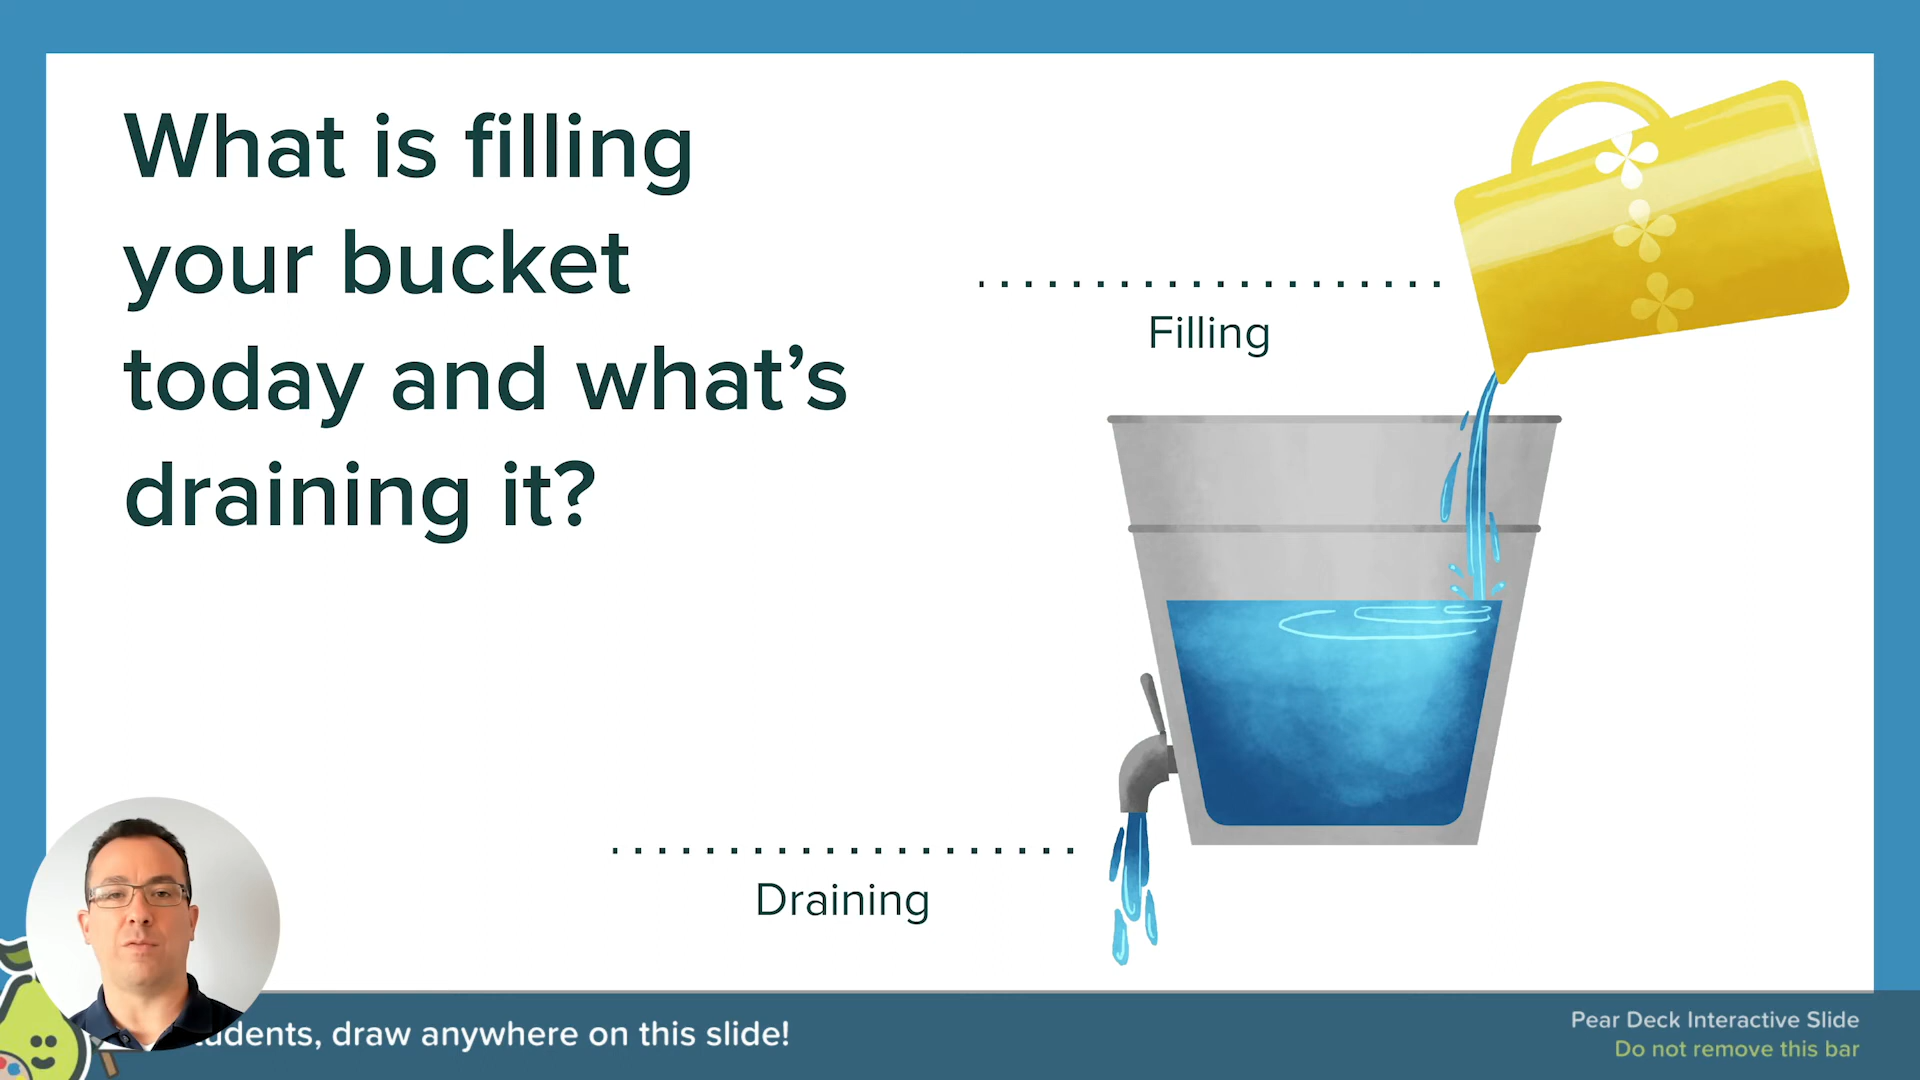 What is filling
your bucket
today and what's
draining it?
Filling
Draining
draw anywhere on this slide!
Pear Deck Interactive Slide
Do not remove this bar